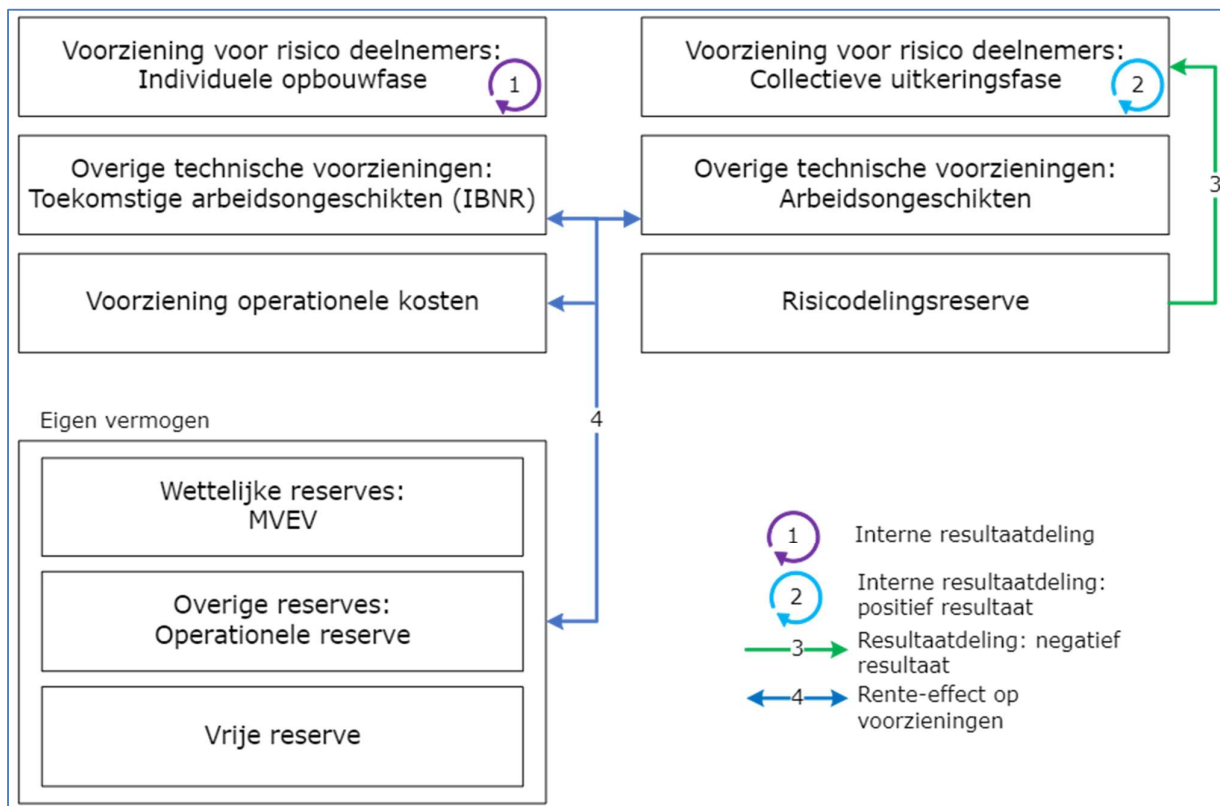 Voorziening voor risico deelnemers:
Individuele opbouwfase
1
Voorziening voor risico deelnemers:
Collectieve uitkeringsfase
2
3
Overige technische voorzieningen:
Toekomstige arbeidsongeschikten (IBNR)
Overige technische voorzieningen:
Arbeidsongeschikten
Voorziening operationele kosten
Risicodelingsreserve
4
Eigen vermogen
Wettelijke reserves:
MVEV
Overige reserves:
Operationele reserve
Vrije reserve
1
Interne resultaatdeling
2
Interne resultaatdeling:
positief resultaat
3
Resultaatdeling: negatief
resultaat
4
Rente-effect op
voorzieningen